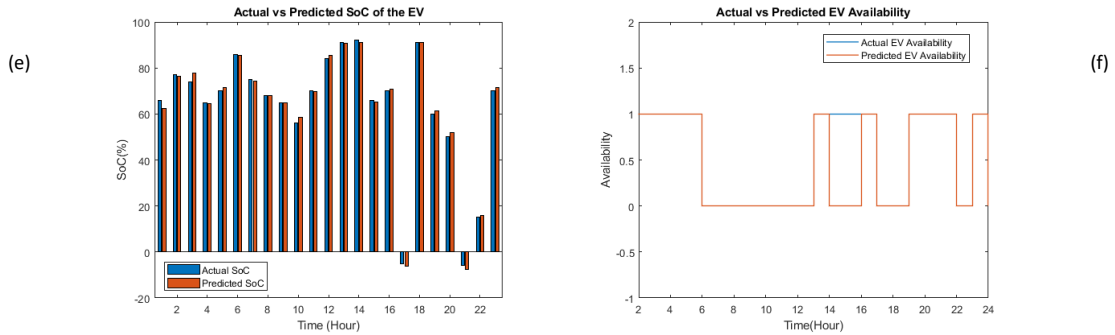 (e)
Actual vs Predicted SoC of the EV
100
80
60
40
20
0
-20
SoC(%)
Actual SoC
Predicted SoC
2 4 6 8 10 12 14 16 18 20 22
Time (Hour)
Actual vs Predicted EV Availability
2
1.5
1
0.5
0
-0.5
-1
Availability
Actual EV Availability
Predicted EV Availability
2 4 6 8 10 12 14 16 18 20 22 24
Time(Hour)
(f)